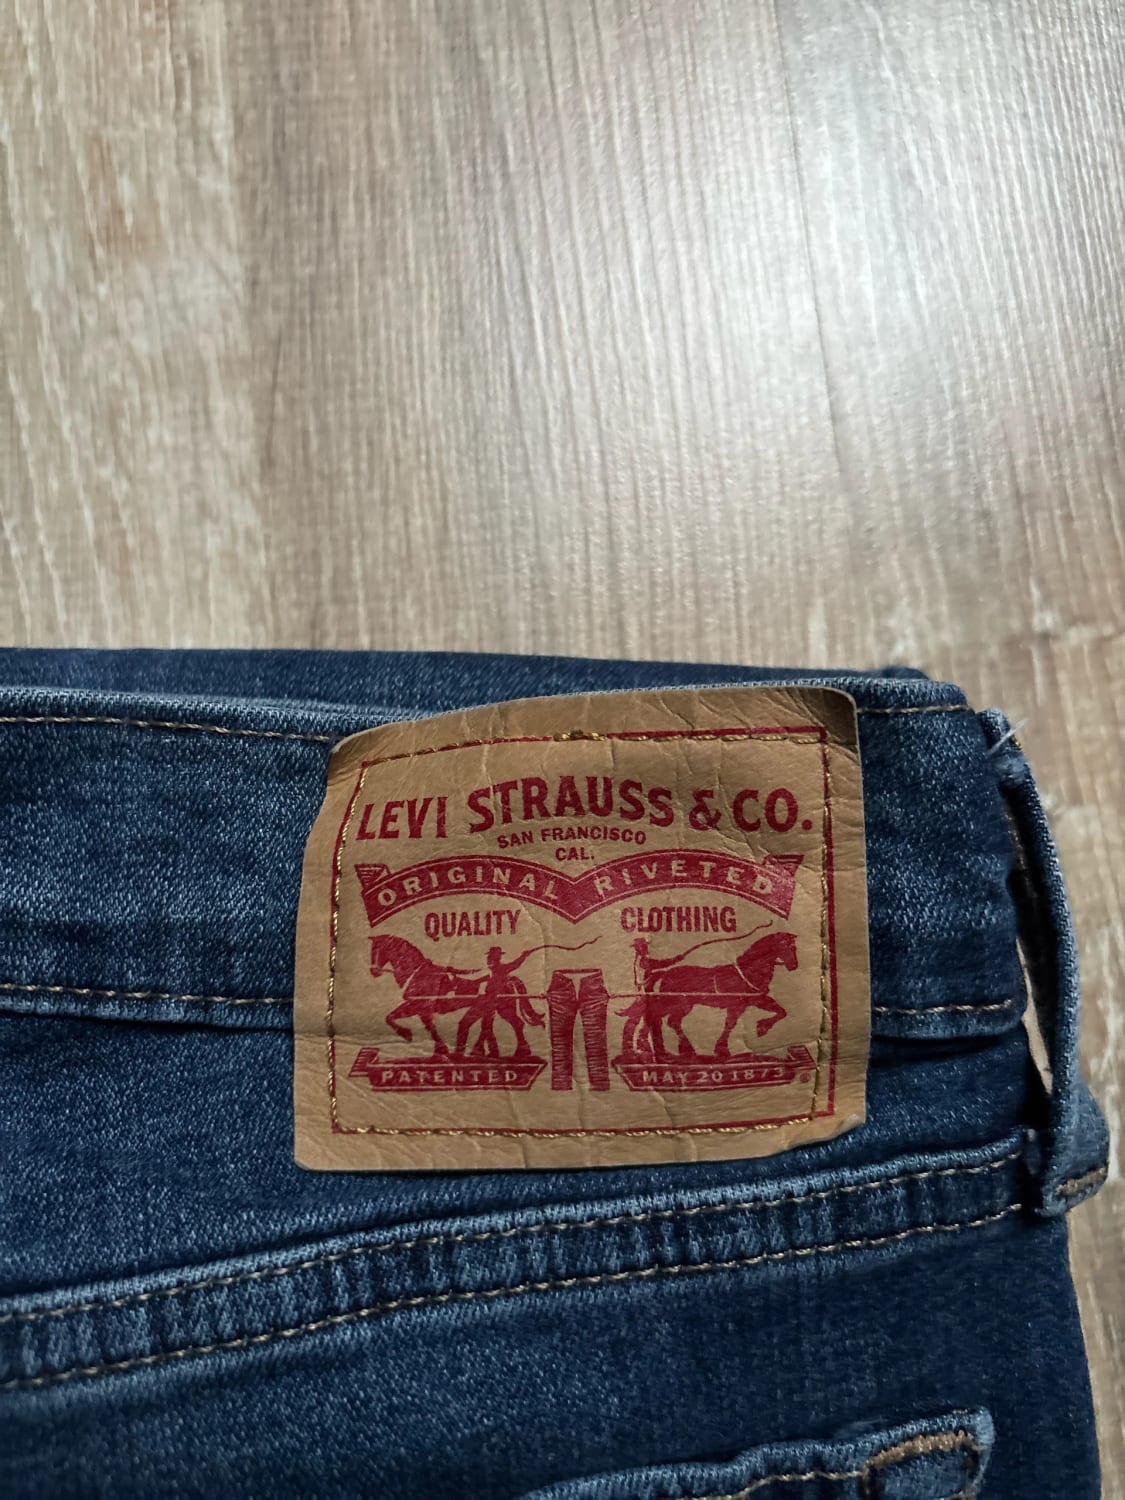 LEVI STRAUSS & CO.
SAN FRANCISCO
CAL.
ORIGINAL RIVETED
QUALITY CLOTHING
PATENTED MAY 20 1873 ®